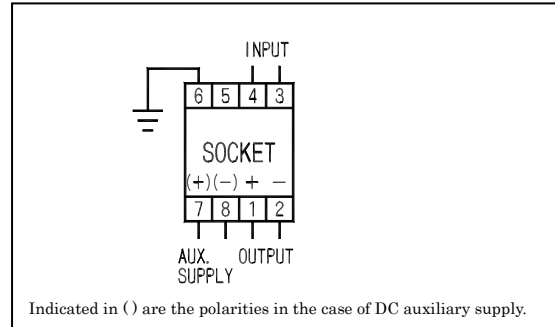 INPUT
6 5 4 3
SOCKET
(+) (−) + −
7 8 1 2
AUX. SUPPLY
OUTPUT
Indicated in ( ) are the polarities in the case of DC auxiliary supply.